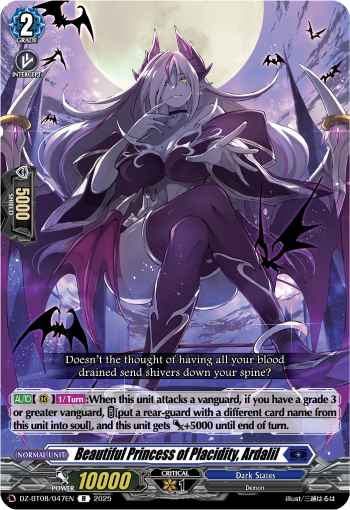 2
GRADE
INTERCEPT
5000
SHIELD
Doesn't the thought of having all your blood
drained send shivers down your spine?
AUTO 1/Turn :When this unit attacks a vanguard, if you have a grade 3
or greater vanguard, [put a rear-guard with a different card name from
this unit into soul], and this unit gets +5000 until end of turn.
NORMAL UNIT Beautiful Princess of Placidity, Ardalil
POWER 10000 CRITICAL 1 Dark States
Demon
D DZ-BT08/047EN R 2025 illust/三越はるは